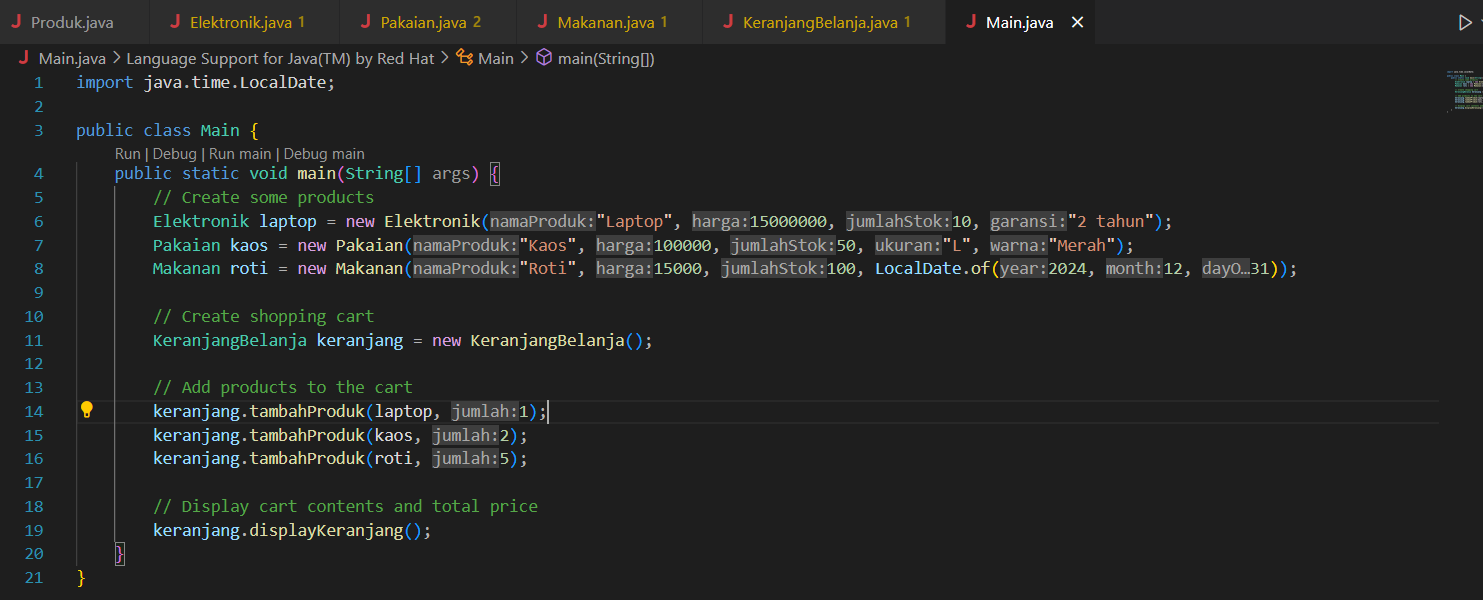 J Produk.java J Elektronik.java 1 J Pakaian.java 2 J Makanan.java 1 J KeranjangBelanja.java 1 J Main.java ×
J Main.java > Language Support for Java(TM) by Red Hat > Main > main(String[])
1 import java.time.LocalDate;
2
3 public class Main {
Run | Debug | Run main | Debug main
4 public static void main(String[] args) {
5 // Create some products
6 Elektronik laptop = new Elektronik(namaProduk:"Laptop", harga:15000000, jumlahStok:10, garansi:"2 tahun");
7 Pakaian kaos = new Pakaian(namaProduk:"Kaos", harga:100000, jumlahStok:50, ukuran:"L", warna:"Merah");
8 Makanan roti = new Makanan(namaProduk:"Roti", harga:15000, jumlahStok:100, LocalDate.of(year:2024, month:12, dayO…31));
9
10 // Create shopping cart
11 KeranjangBelanja keranjang = new KeranjangBelanja();
12
13 // Add products to the cart
14 keranjang.tambahProduk(laptop, jumlah:1);
15 keranjang.tambahProduk(kaos, jumlah:2);
16 keranjang.tambahProduk(roti, jumlah:5);
17
18 // Display cart contents and total price
19 keranjang.displayKeranjang();
20 }
21 }